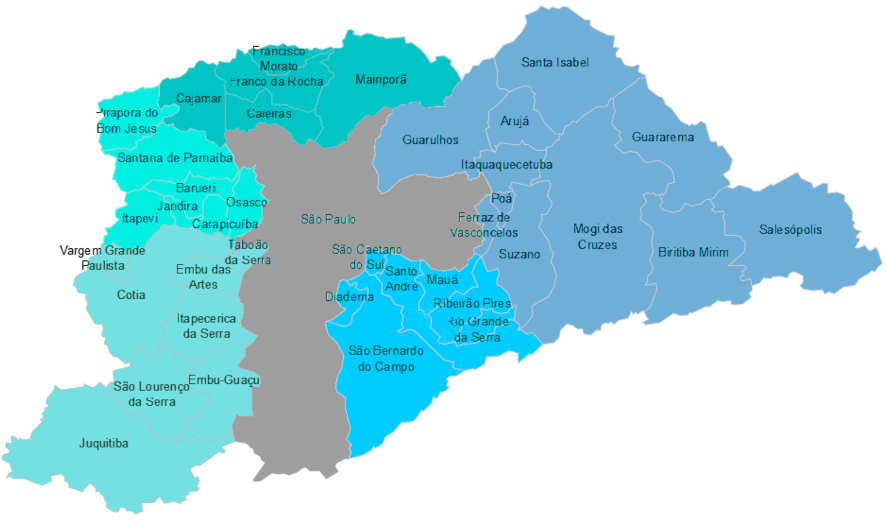 Francisco
Morato
Franco da Rocha
Mairiporã
Cajamar
Caieiras
Santa Isabel
Pirapora do
Bom Jesus
Arujá
Guarulhos
Guararema
Santana de Parnaíba
Itaquaquecetuba
Barueri
Jandira
Osasco
Itapevi
Carapicuíba
São Paulo
Poá
Ferraz de
Vasconcelos
Mogi das
Cruzes
Salesópolis
Biritiba Mirim
Suzano
Vargem Grande
Paulista
Taboão
da Serra
São Caetano
do Sul
Cotia
Embu das
Artes
Santo
André
Mauá
Diadema
Ribeirão Pires
Rio Grande
da Serra
Itapecerica
da Serra
São Bernardo
do Campo
Embu-Guaçu
São Lourenço
da Serra
Juquitiba